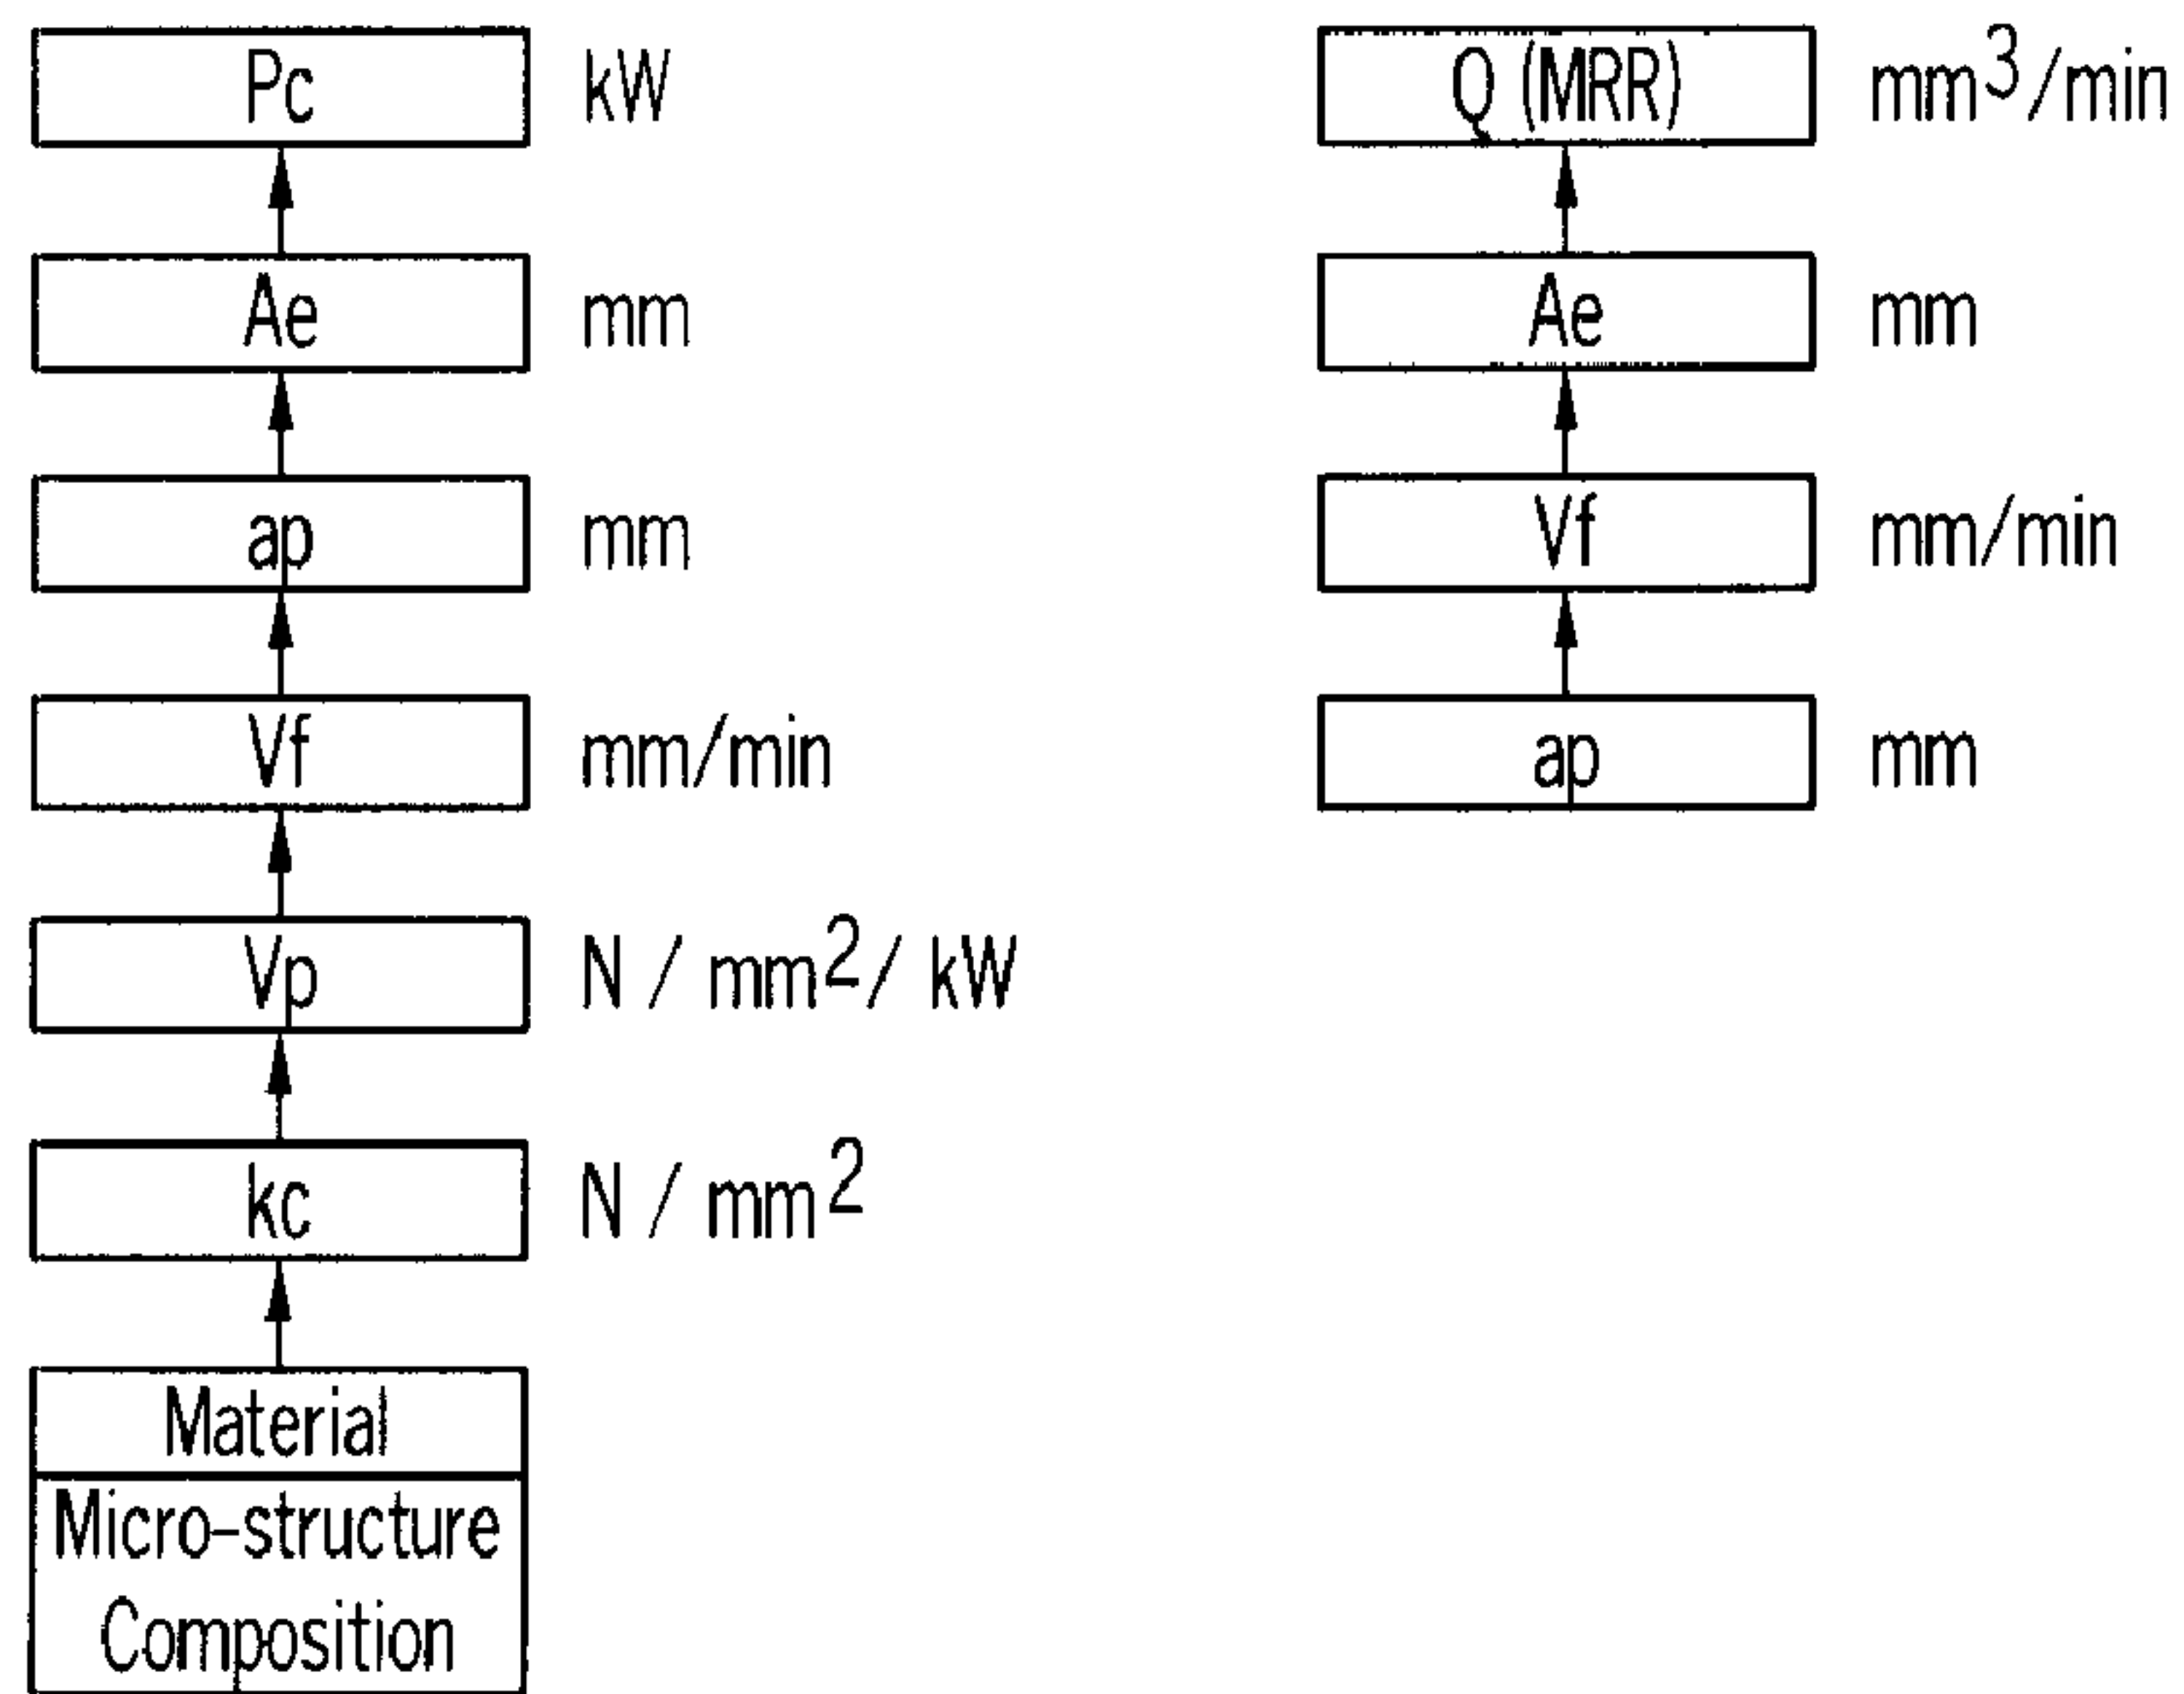 Pc kW
Ae mm
ap mm
Vf mm/min
Vp N / mm²/ kW
kc N / mm²
Material
Micro-structure
Composition
Q (MRR) mm³/min
Ae mm
Vf mm/min
ap mm